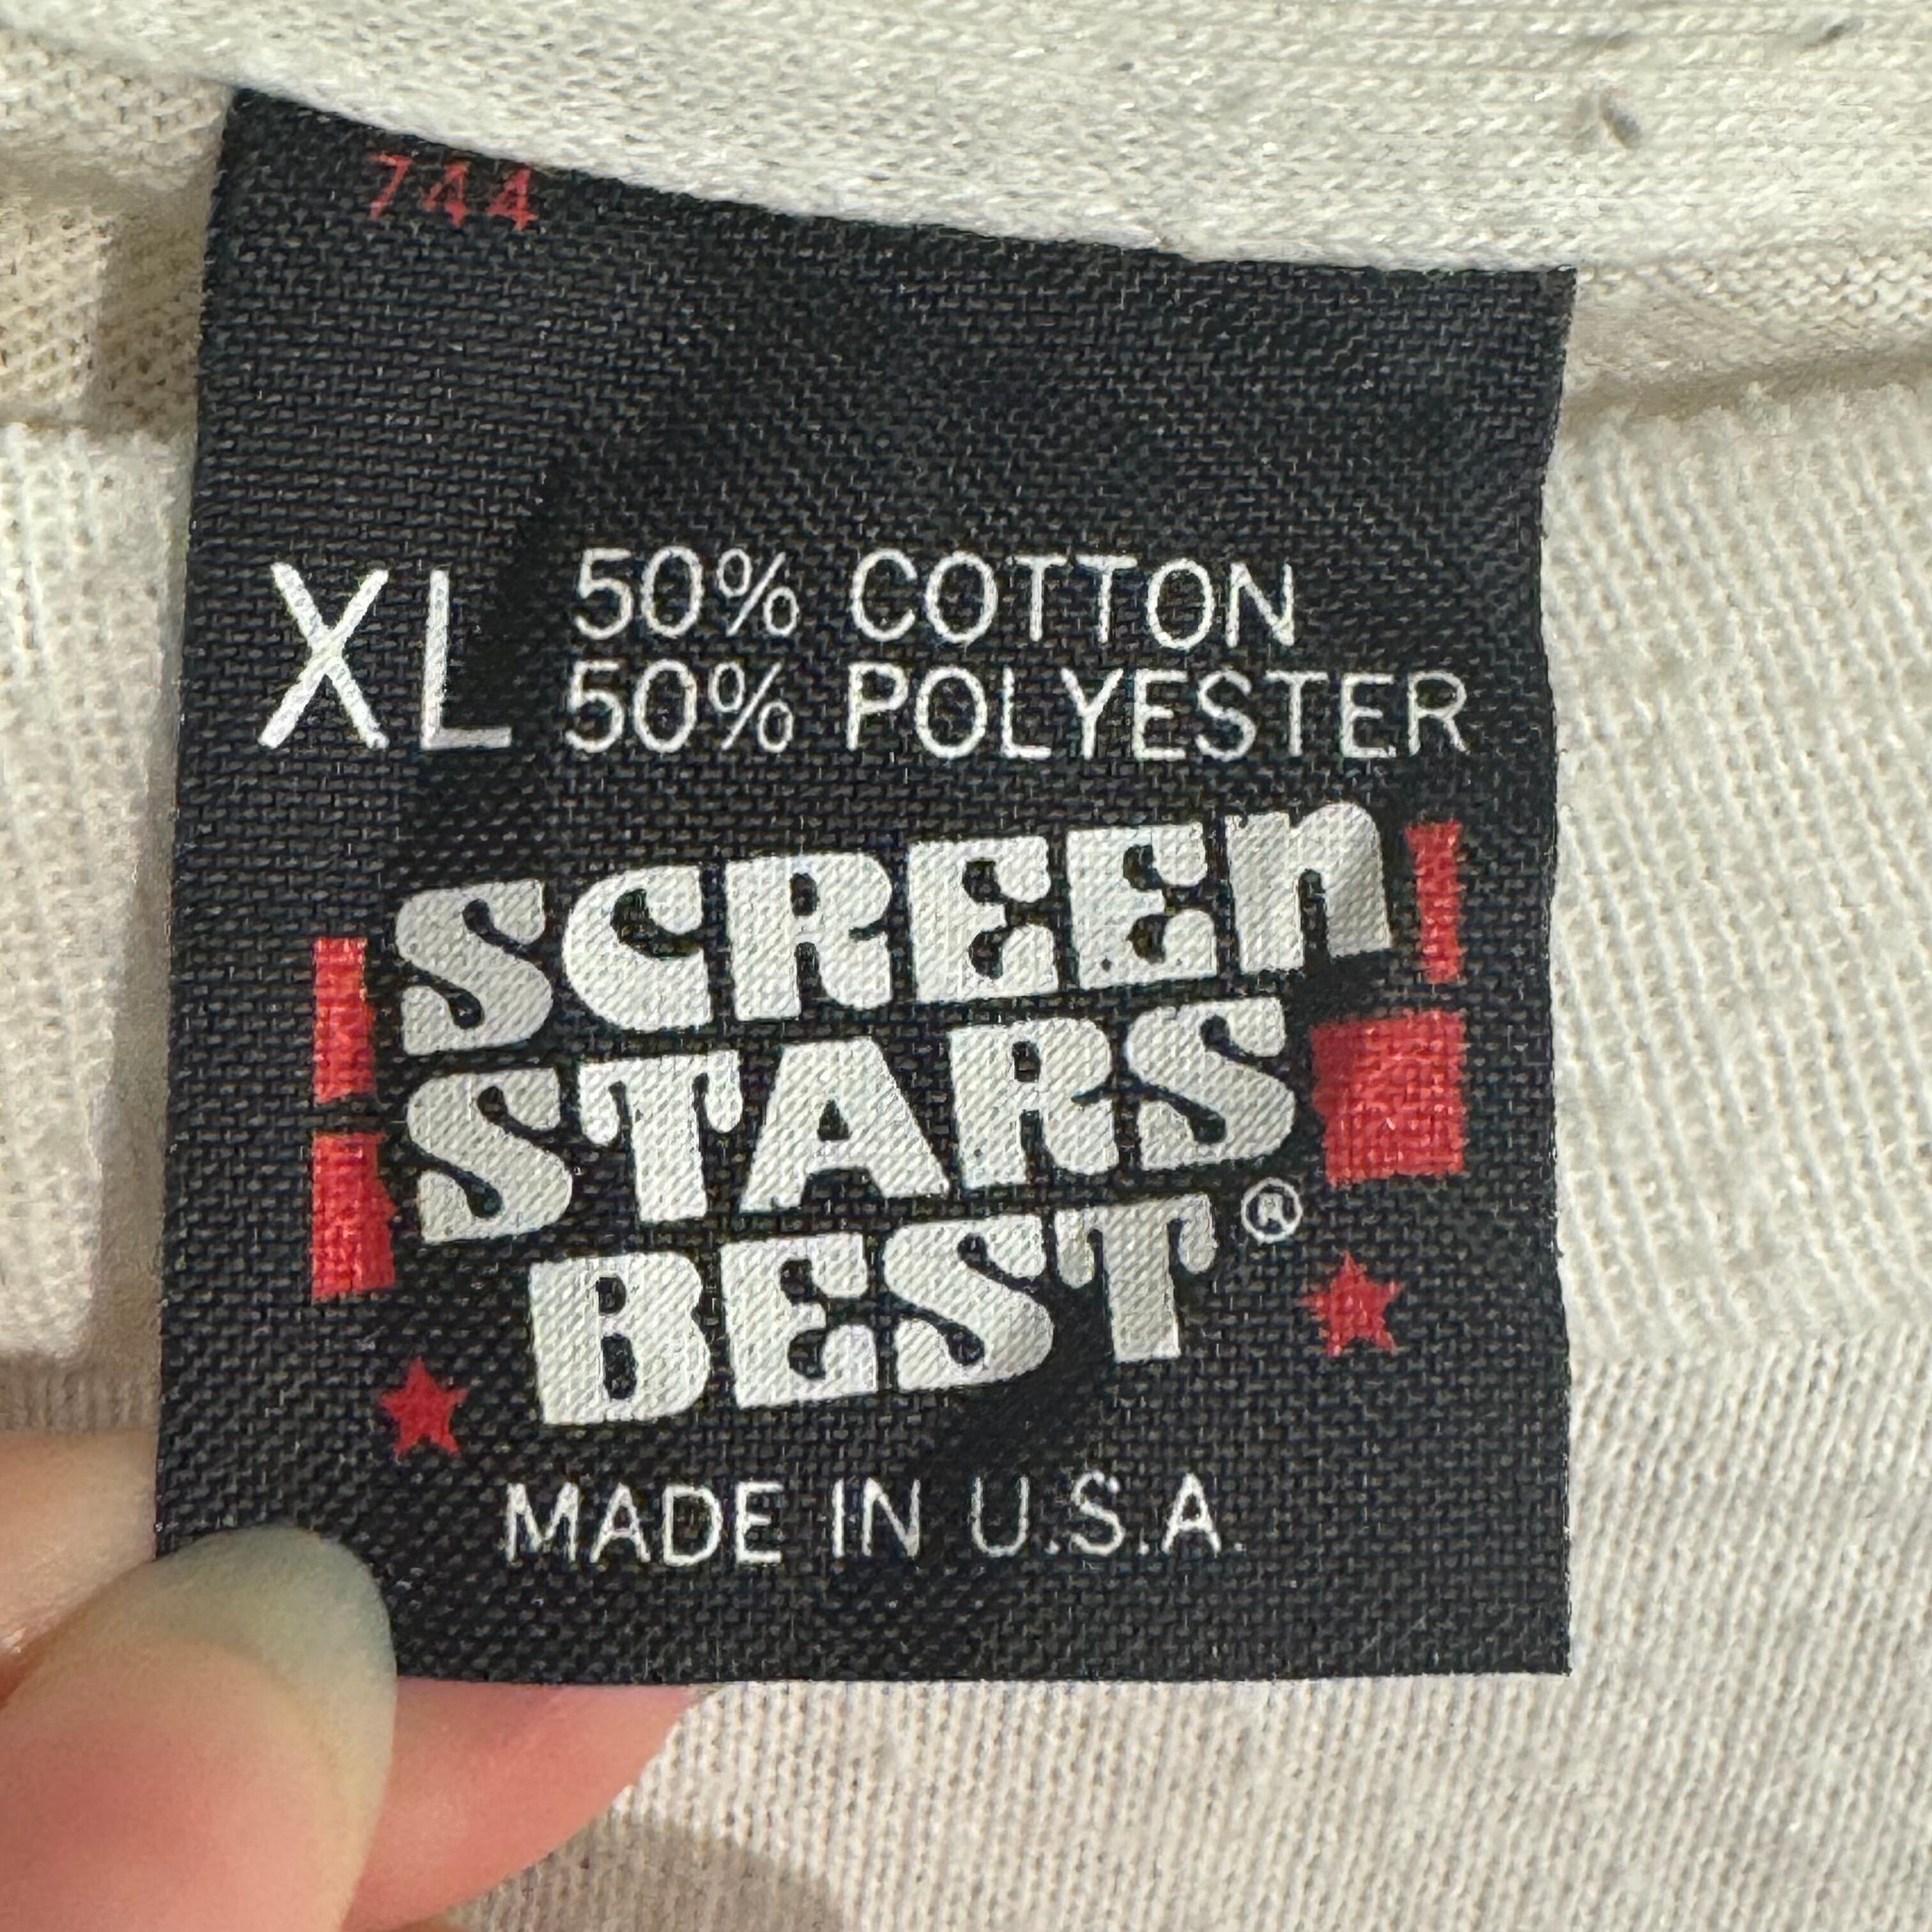 744
XL 50% COTTON
50% POLYESTER
SCREEn
STARS
BEST®
MADE IN U.S.A.